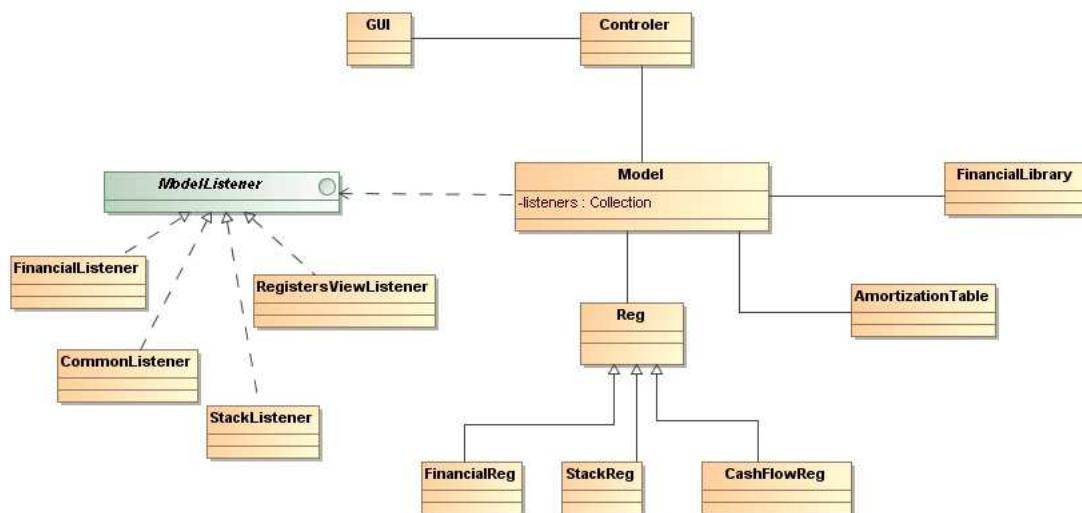 GUI
Controler
ModelListener
Model
-listeners : Collection
FinancialLibrary
FinancialListener
RegistersViewListener
AmortizationTable
Reg
CommonListener
StackListener
FinancialReg
StackReg
CashFlowReg